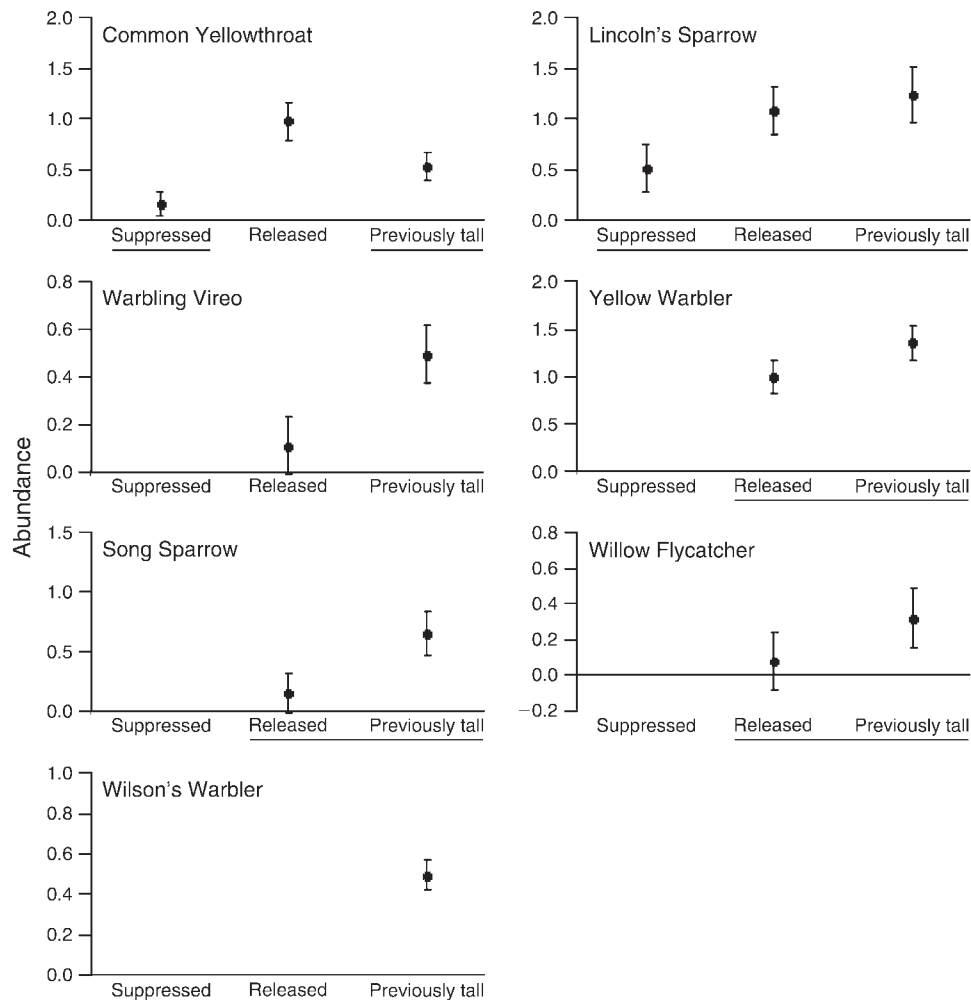 Abundance
Common Yellowthroat
2.0
1.5
1.0
0.5
0.0
Suppressed Released Previously tall
Lincoln's Sparrow
2.0
1.5
1.0
0.5
0.0
Suppressed Released Previously tall
Warbling Vireo
0.8
0.6
0.4
0.2
0.0
Suppressed Released Previously tall
Yellow Warbler
2.0
1.5
1.0
0.5
0.0
Suppressed Released Previously tall
Song Sparrow
1.5
1.0
0.5
0.0
Suppressed Released Previously tall
Willow Flycatcher
0.8
0.6
0.4
0.2
0.0
−0.2
Suppressed Released Previously tall
Wilson's Warbler
1.0
0.8
0.6
0.4
0.2
0.0
Suppressed Released Previously tall